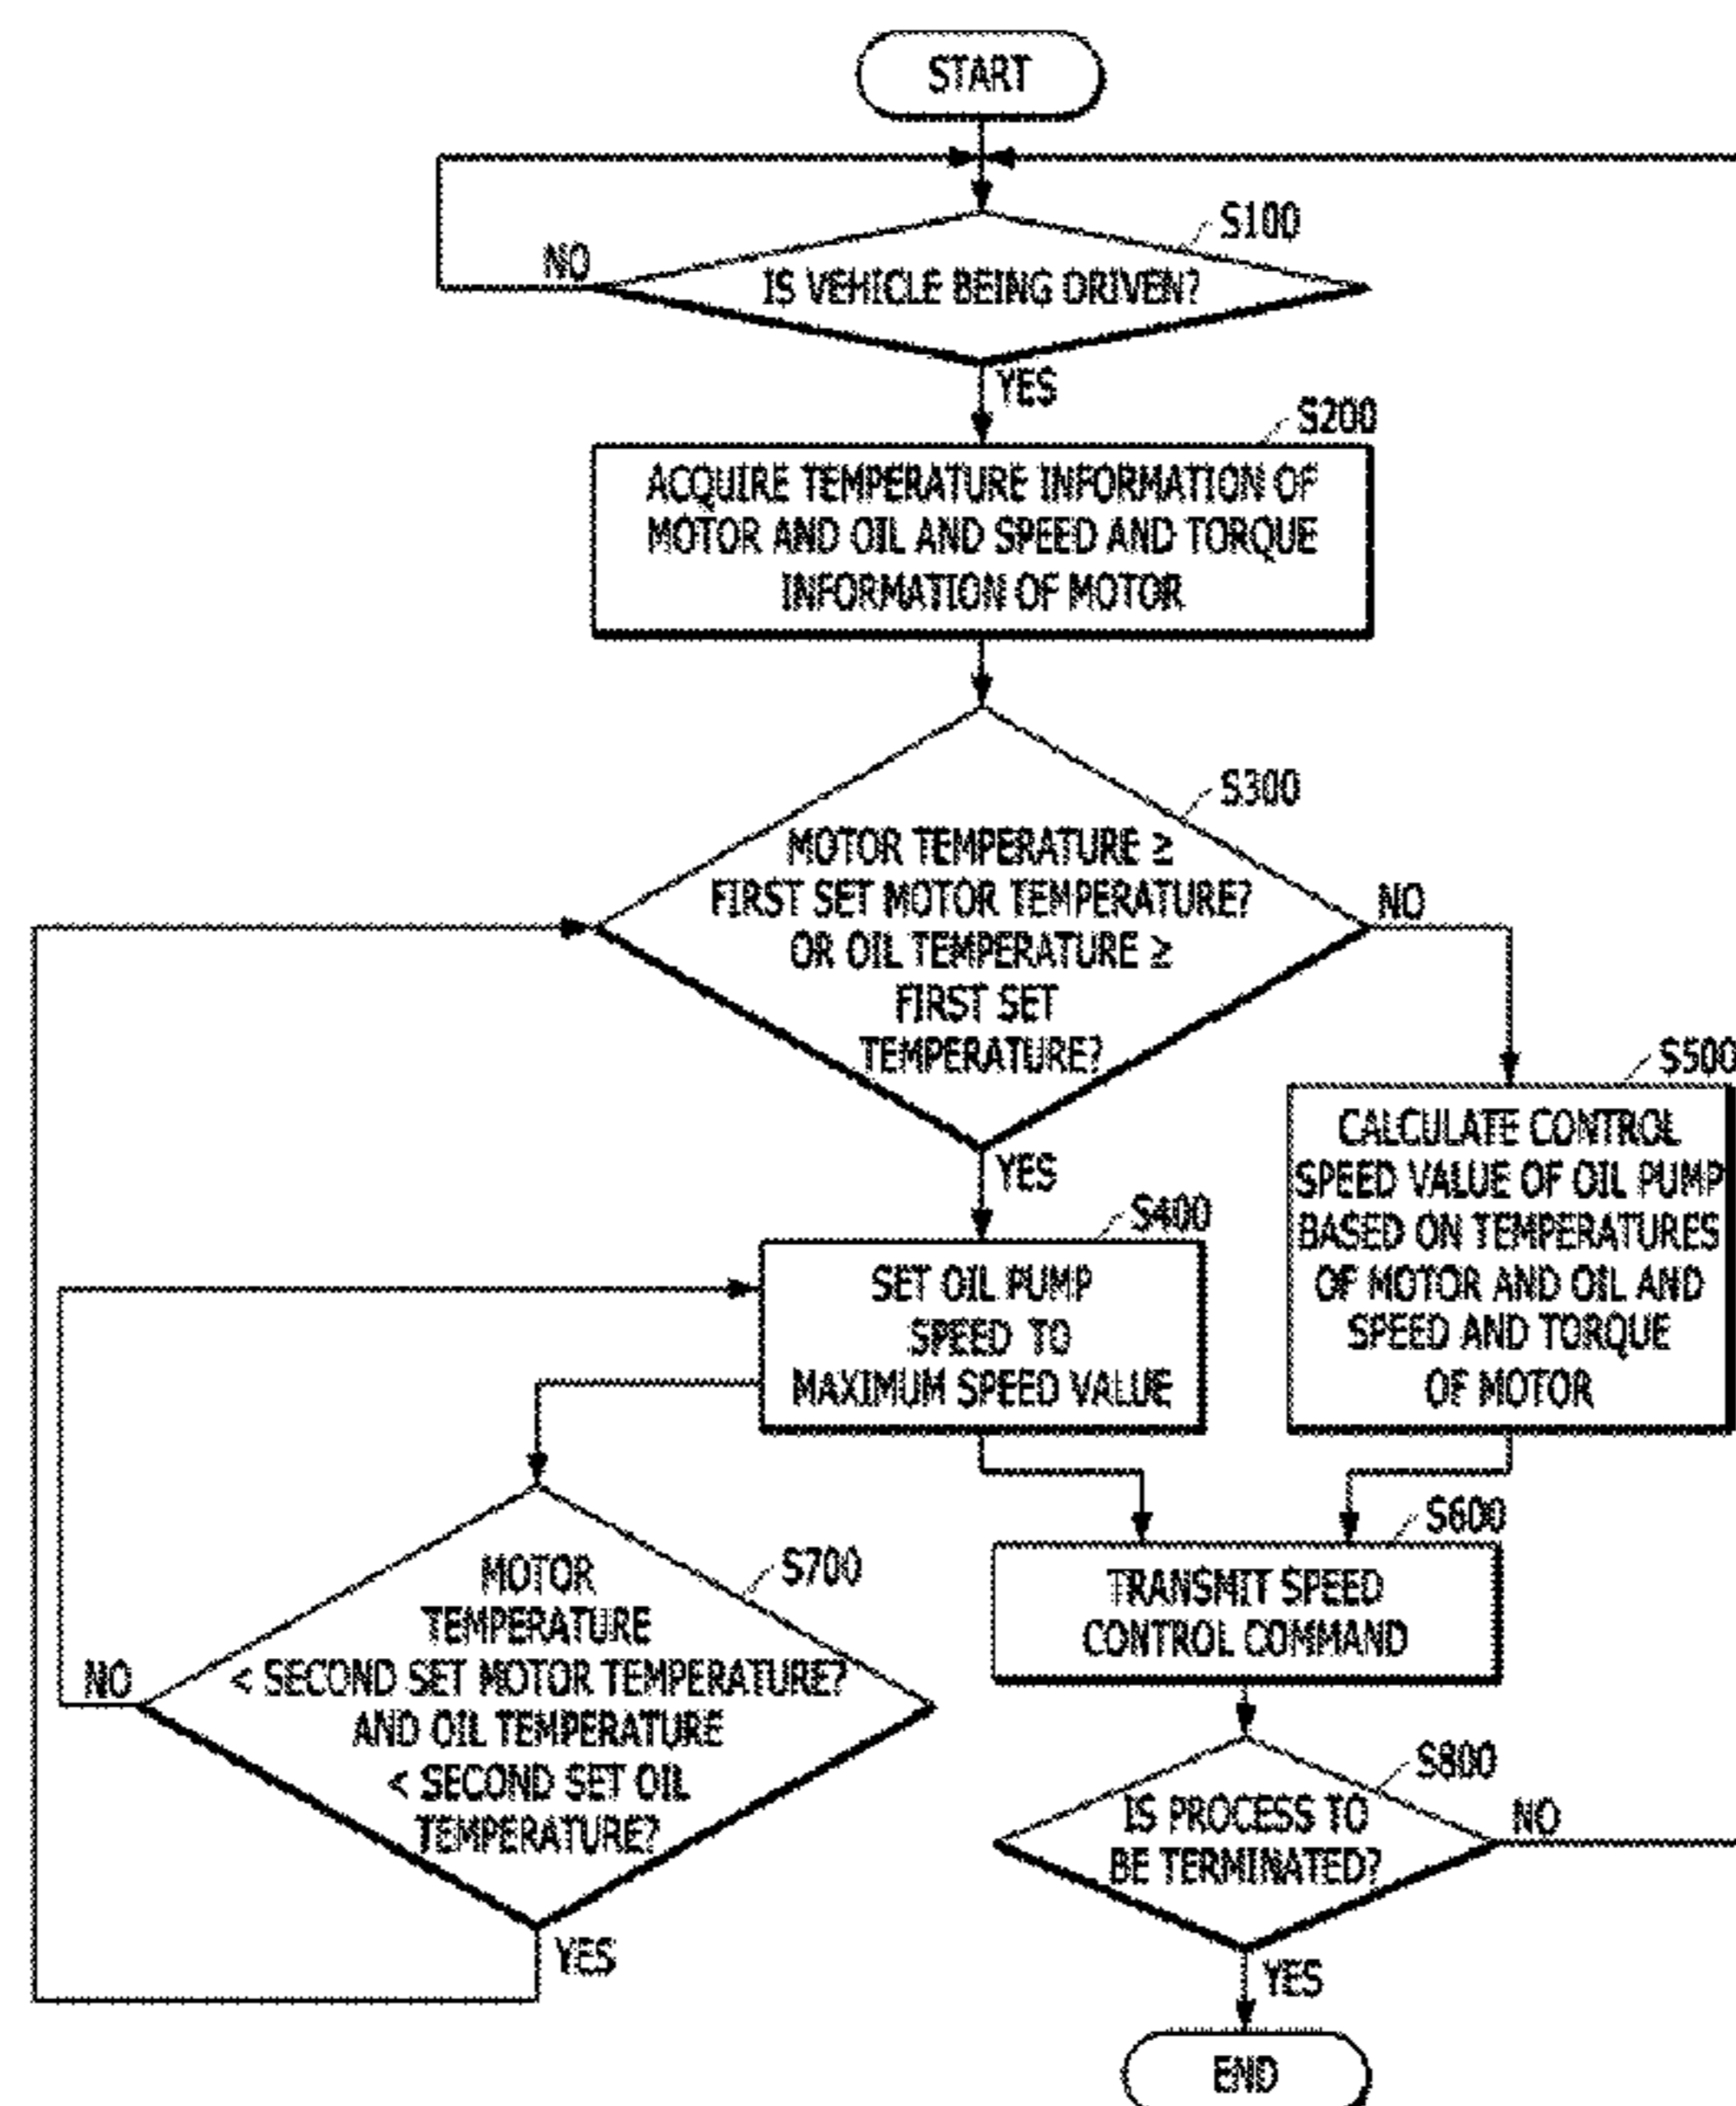 START
S100
NO
IS VEHICLE BEING DRIVEN?
YES
S200
ACQUIRE TEMPERATURE INFORMATION OF
MOTOR AND OIL AND SPEED AND TORQUE
INFORMATION OF MOTOR
S300
MOTOR TEMPERATURE ≥
FIRST SET MOTOR TEMPERATURE?
OR OIL TEMPERATURE ≥
FIRST SET
TEMPERATURE?
NO
YES
S500
CALCULATE CONTROL
SPEED VALUE OF OIL PUMP
BASED ON TEMPERATURES
OF MOTOR AND OIL AND
SPEED AND TORQUE
OF MOTOR
S400
SET OIL PUMP
SPEED TO
MAXIMUM SPEED VALUE
S600
TRANSMIT SPEED
CONTROL COMMAND
S700
MOTOR
TEMPERATURE
< SECOND SET MOTOR TEMPERATURE?
AND OIL TEMPERATURE
< SECOND SET OIL
TEMPERATURE?
NO
YES
S800
IS PROCESS TO
BE TERMINATED?
NO
YES
END